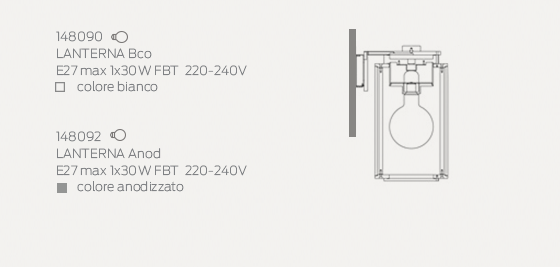 148090
LANTERNA Bco
E27 max 1x30W FBT 220-240V
colore bianco
148092
LANTERNA Anod
E27 max 1x30W FBT 220-240V
colore anodizzato